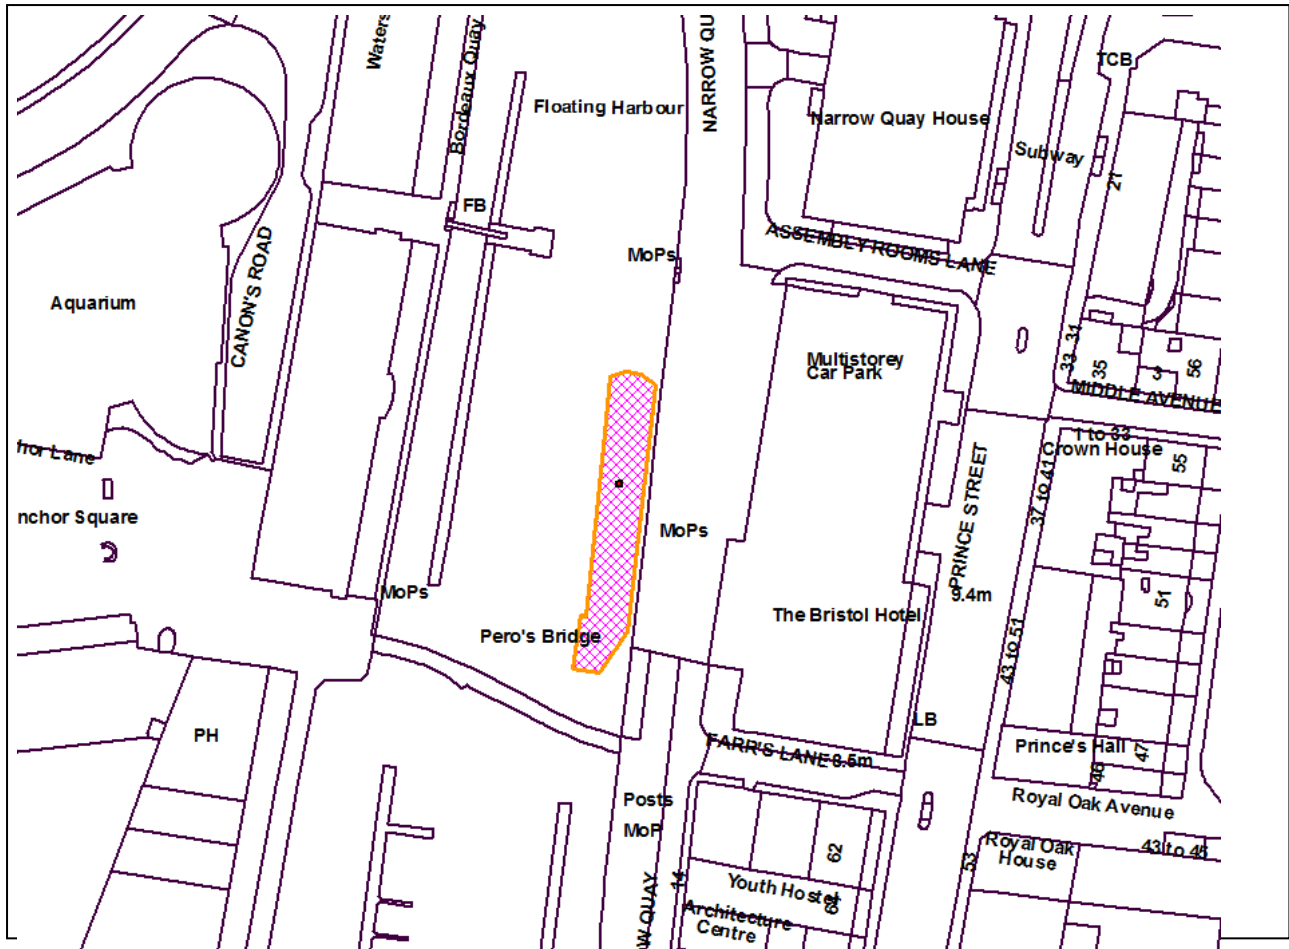 Waters
Bordeaux Quay
Floating Harbour
NARROW QU
TCB
Narrow Quay House
Subway
21
FB
ASSEMBLY ROOMS LANE
MoPs
CANON'S ROAD
Aquarium
Multistorey
Car Park
31
33
35
3
56
MIDDLE AVENUE
1 to 33
Crown House
55
hor Lane
nchor Square
PRINCE STREET
37 to 41
MoPs
MoPs
9.4m
51
The Bristol Hotel
Pero's Bridge
43 to 51
LB
PH
FARR'S LANE
8.5m
Prince's Hall
47
46
Royal Oak Avenue
Posts
MoP
62
Royal Oak
House
43 to 45
53
14
Youth Hostel
64
Architecture
Centre
W QUAY